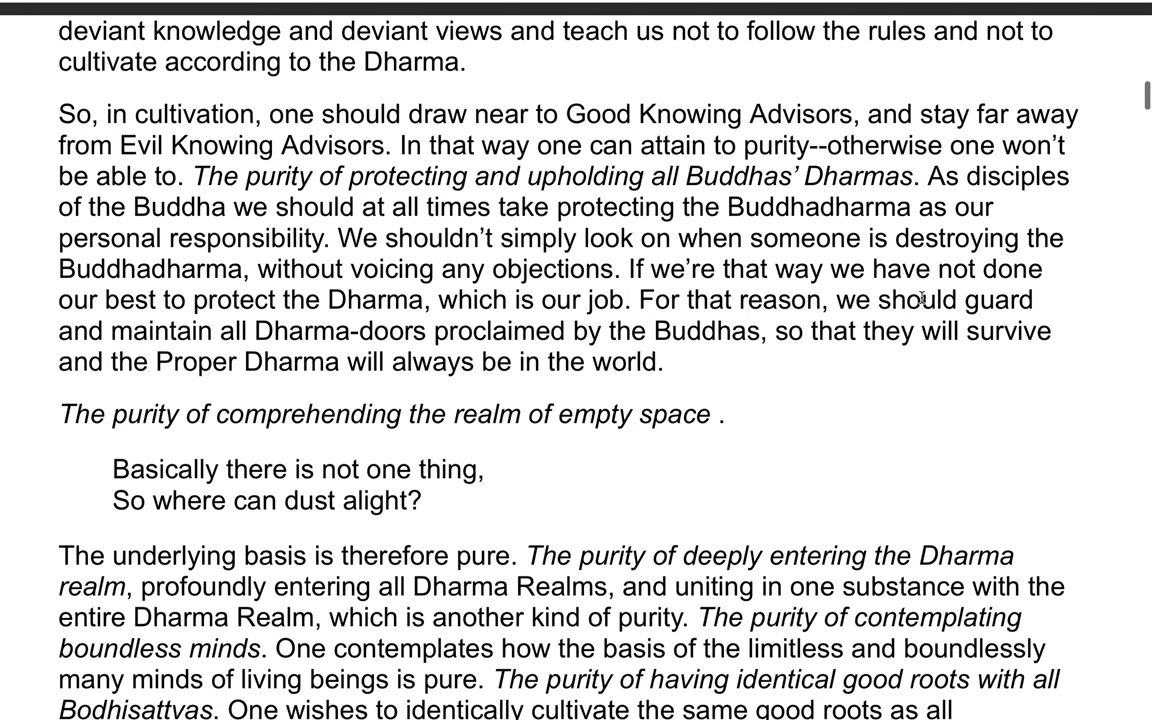 deviant knowledge and deviant views and teach us not to follow the rules and not to
cultivate according to the Dharma.
So, in cultivation, one should draw near to Good Knowing Advisors, and stay far away
from Evil Knowing Advisors. In that way one can attain to purity--otherwise one won’t
be able to. The purity of protecting and upholding all Buddhas’ Dharmas. As disciples
of the Buddha we should at all times take protecting the Buddhadharma as our
personal responsibility. We shouldn’t simply look on when someone is destroying the
Buddhadharma, without voicing any objections. If we’re that way we have not done
our best to protect the Dharma, which is our job. For that reason, we should guard
and maintain all Dharma-doors proclaimed by the Buddhas, so that they will survive
and the Proper Dharma will always be in the world.
The purity of comprehending the realm of empty space .
Basically there is not one thing,
So where can dust alight?
The underlying basis is therefore pure. The purity of deeply entering the Dharma
realm, profoundly entering all Dharma Realms, and uniting in one substance with the
entire Dharma Realm, which is another kind of purity. The purity of contemplating
boundless minds. One contemplates how the basis of the limitless and boundlessly
many minds of living beings is pure. The purity of having identical good roots with all
Bodhisattvas. One wishes to identically cultivate the same good roots as all